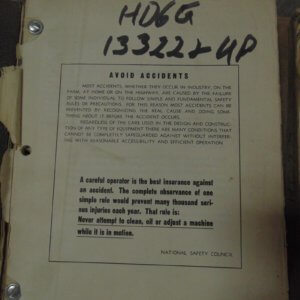 HD6G
13322+UP
AVOID ACCIDENTS
MOST ACCIDENTS, WHETHER THEY OCCUR IN INDUSTRY, ON THE
FARM, AT HOME OR ON THE HIGHWAY, ARE CAUSED BY THE FAILURE
OF SOME INDIVIDUAL TO FOLLOW SIMPLE AND FUNDAMENTAL SAFETY
RULES OR PRECAUTIONS. FOR THIS REASON MOST ACCIDENTS CAN BE
PREVENTED BY RECOGNIZING THE REAL CAUSE AND DOING SOME-
THING ABOUT IT BEFORE THE ACCIDENT OCCURS.
REGARDLESS OF THE CARE USED IN THE DESIGN AND CONSTRUC-
TION OF ANY TYPE OF EQUIPMENT THERE ARE MANY CONDITIONS THAT
CANNOT BE COMPLETELY SAFEGUARDED AGAINST WITHOUT INTERFER-
ING WITH REASONABLE ACCESSIBILITY AND EFFICIENT OPERATION.
A careful operator is the best insurance against
an accident. The complete observance of one
simple rule would prevent many thousand seri-
ous injuries each year. That rule is:
Never attempt to clean, oil or adjust a machine
while it is in motion.
NATIONAL SAFETY COUNCIL